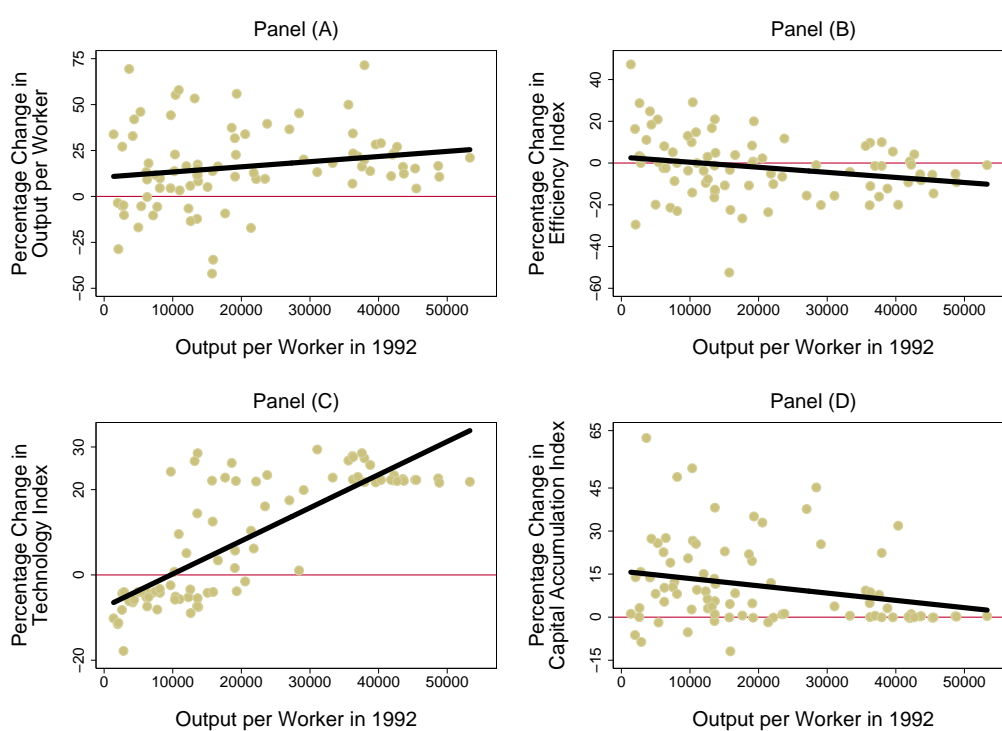 Panel (A)
Percentage Change in
Output per Worker
75
50
25
0
−25
−50
0 10000 20000 30000 40000 50000
Output per Worker in 1992
Panel (B)
Percentage Change in
Efficiency Index
40
20
0
−20
−40
−60
0 10000 20000 30000 40000 50000
Output per Worker in 1992
Panel (C)
Percentage Change in
Technology Index
30
20
0
−20
0 10000 20000 30000 40000 50000
Output per Worker in 1992
Panel (D)
Percentage Change in
Capital Accumulation Index
65
45
30
15
0
−15
0 10000 20000 30000 40000 50000
Output per Worker in 1992